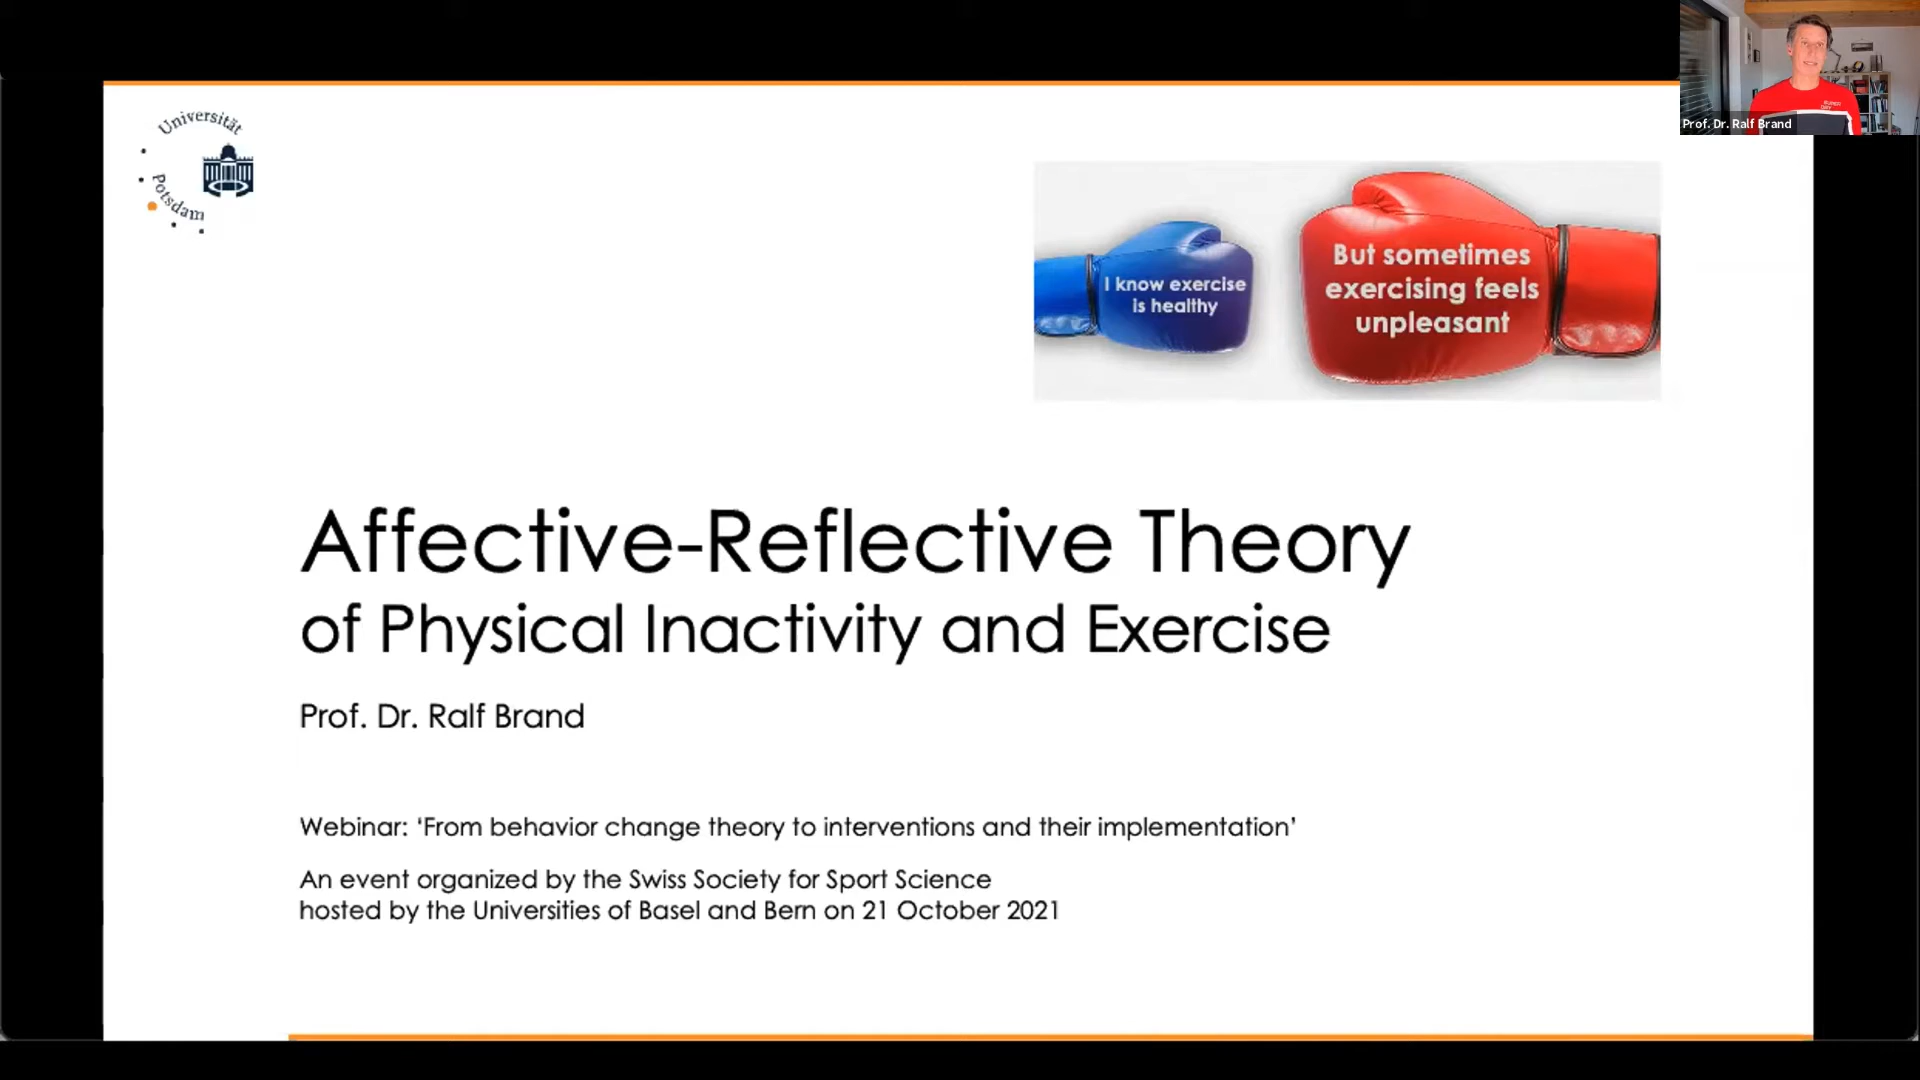 Prof. Dr. Ralf Brand
Universität
Potsdam
I know exercise
is healthy
But sometimes
exercising feels
unpleasant
Affective-Reflective Theory
of Physical Inactivity and Exercise
Prof. Dr. Ralf Brand
Webinar: ‘From behavior change theory to interventions and their implementation’
An event organized by the Swiss Society for Sport Science
hosted by the Universities of Basel and Bern on 21 October 2021